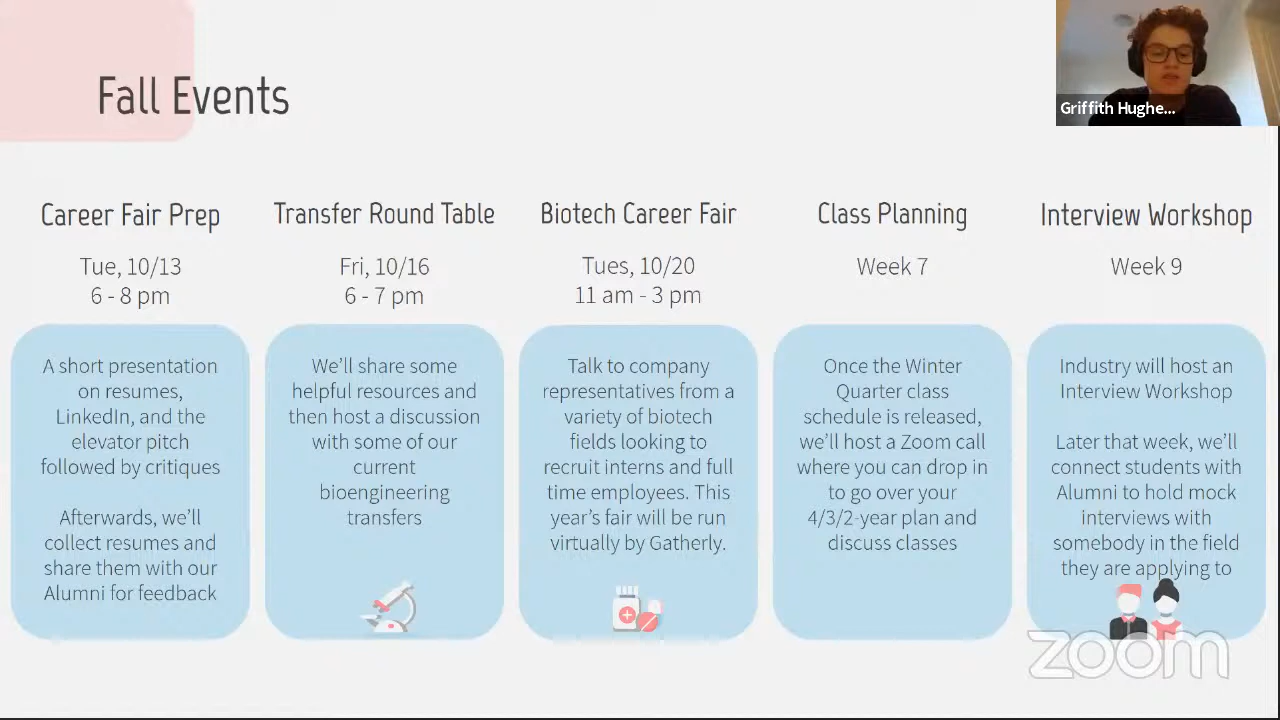 Fall Events
Griffith Hughe...
Career Fair Prep
Tue, 10/13
6 - 8 pm
A short presentation
on resumes,
LinkedIn, and the
elevator pitch
followed by critiques
Afterwards, we'll
collect resumes and
share them with our
Alumni for feedback
Transfer Round Table
Fri, 10/16
6 - 7 pm
We'll share some
helpful resources and
then host a discussion
with some of our
current
bioengineering
transfers
Biotech Career Fair
Tues, 10/20
11 am - 3 pm
Talk to company
representatives from a
variety of biotech
fields looking to
recruit interns and full
time employees. This
year's fair will be run
virtually by Gatherly.
Class Planning
Week 7
Once the Winter
Quarter class
schedule is released,
we'll host a Zoom call
where you can drop in
to go over your
4/3/2-year plan and
discuss classes
Interview Workshop
Week 9
Industry will host an
Interview Workshop
Later that week, we'll
connect students with
Alumni to hold mock
interviews with
somebody in the field
they are applying to
zoom